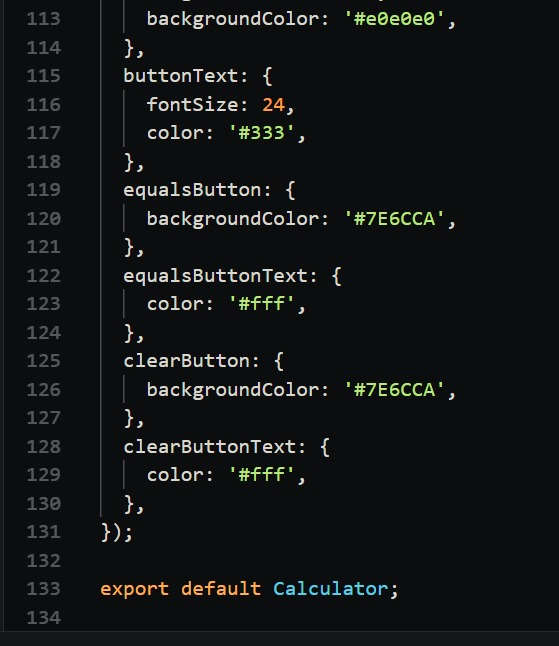 113 backgroundColor: '#e0e0e0',
114 },
115 buttonText: {
116 fontSize: 24,
117 color: '#333',
118 },
119 equalsButton: {
120 backgroundColor: '#7E6CCA',
121 },
122 equalsButtonText: {
123 color: '#fff',
124 },
125 clearButton: {
126 backgroundColor: '#7E6CCA',
127 },
128 clearButtonText: {
129 color: '#fff',
130 },
131 });
132
133 export default Calculator;
134